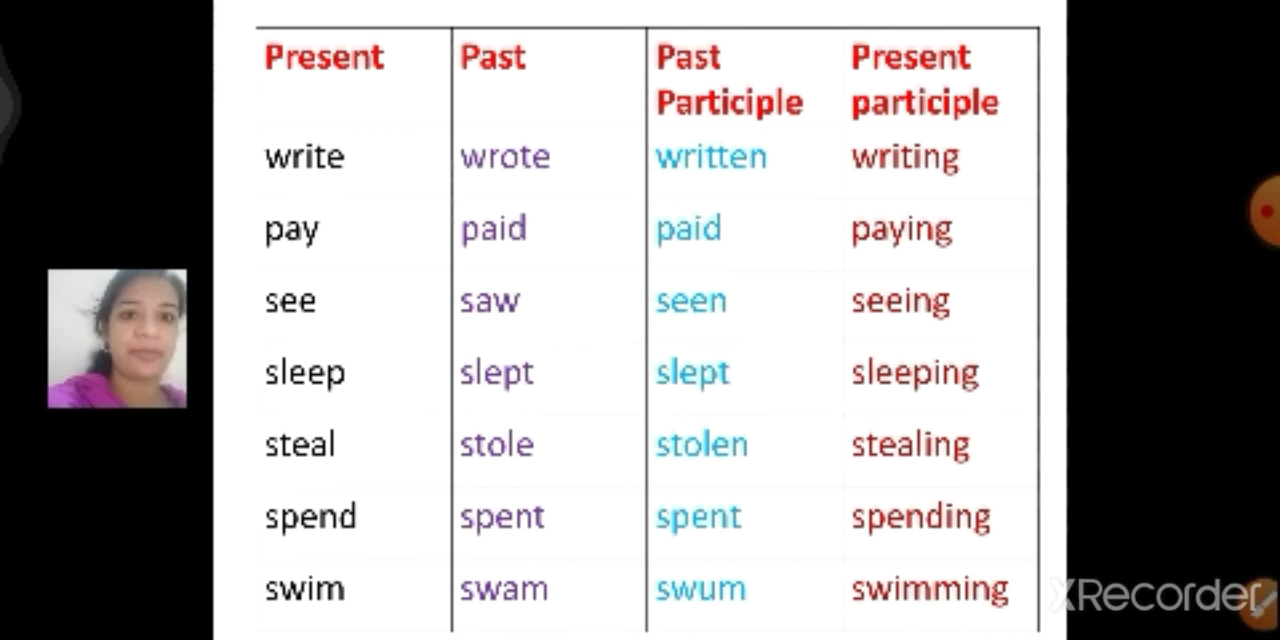 Present Past Past Participle Present participle
write wrote written writing
pay paid paid paying
see saw seen seeing
sleep slept slept sleeping
steal stole stolen stealing
spend spent spent spending
swim swam swum swimming
XRecorder